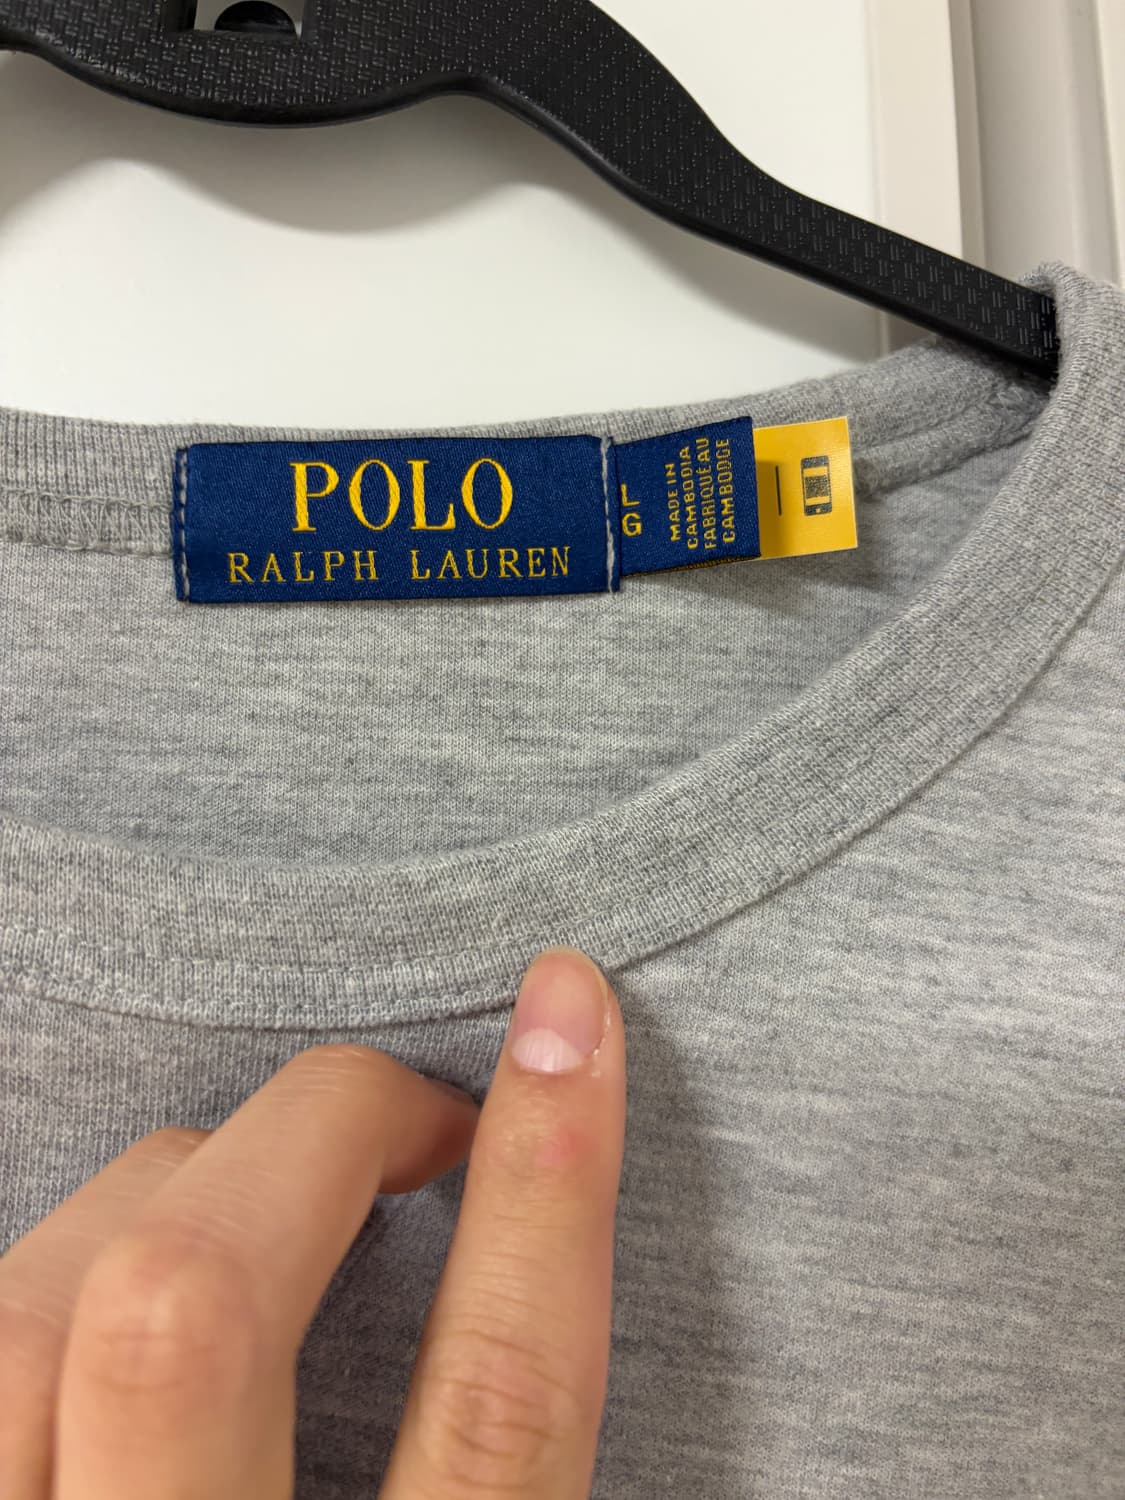 POLO
RALPH LAUREN
L
G
MADE IN
CAMBODIA
FABRIQUÉ AU
CAMBODGE